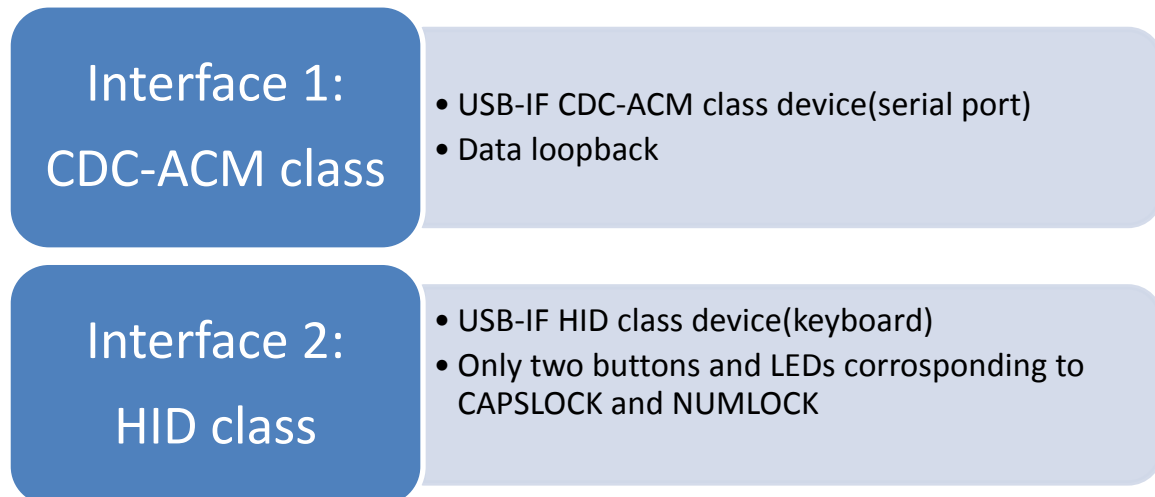 Interface 1:
CDC-ACM class
• USB-IF CDC-ACM class device(serial port)
• Data loopback
Interface 2:
HID class
• USB-IF HID class device(keyboard)
• Only two buttons and LEDs corrosponding to
CAPSLOCK and NUMLOCK